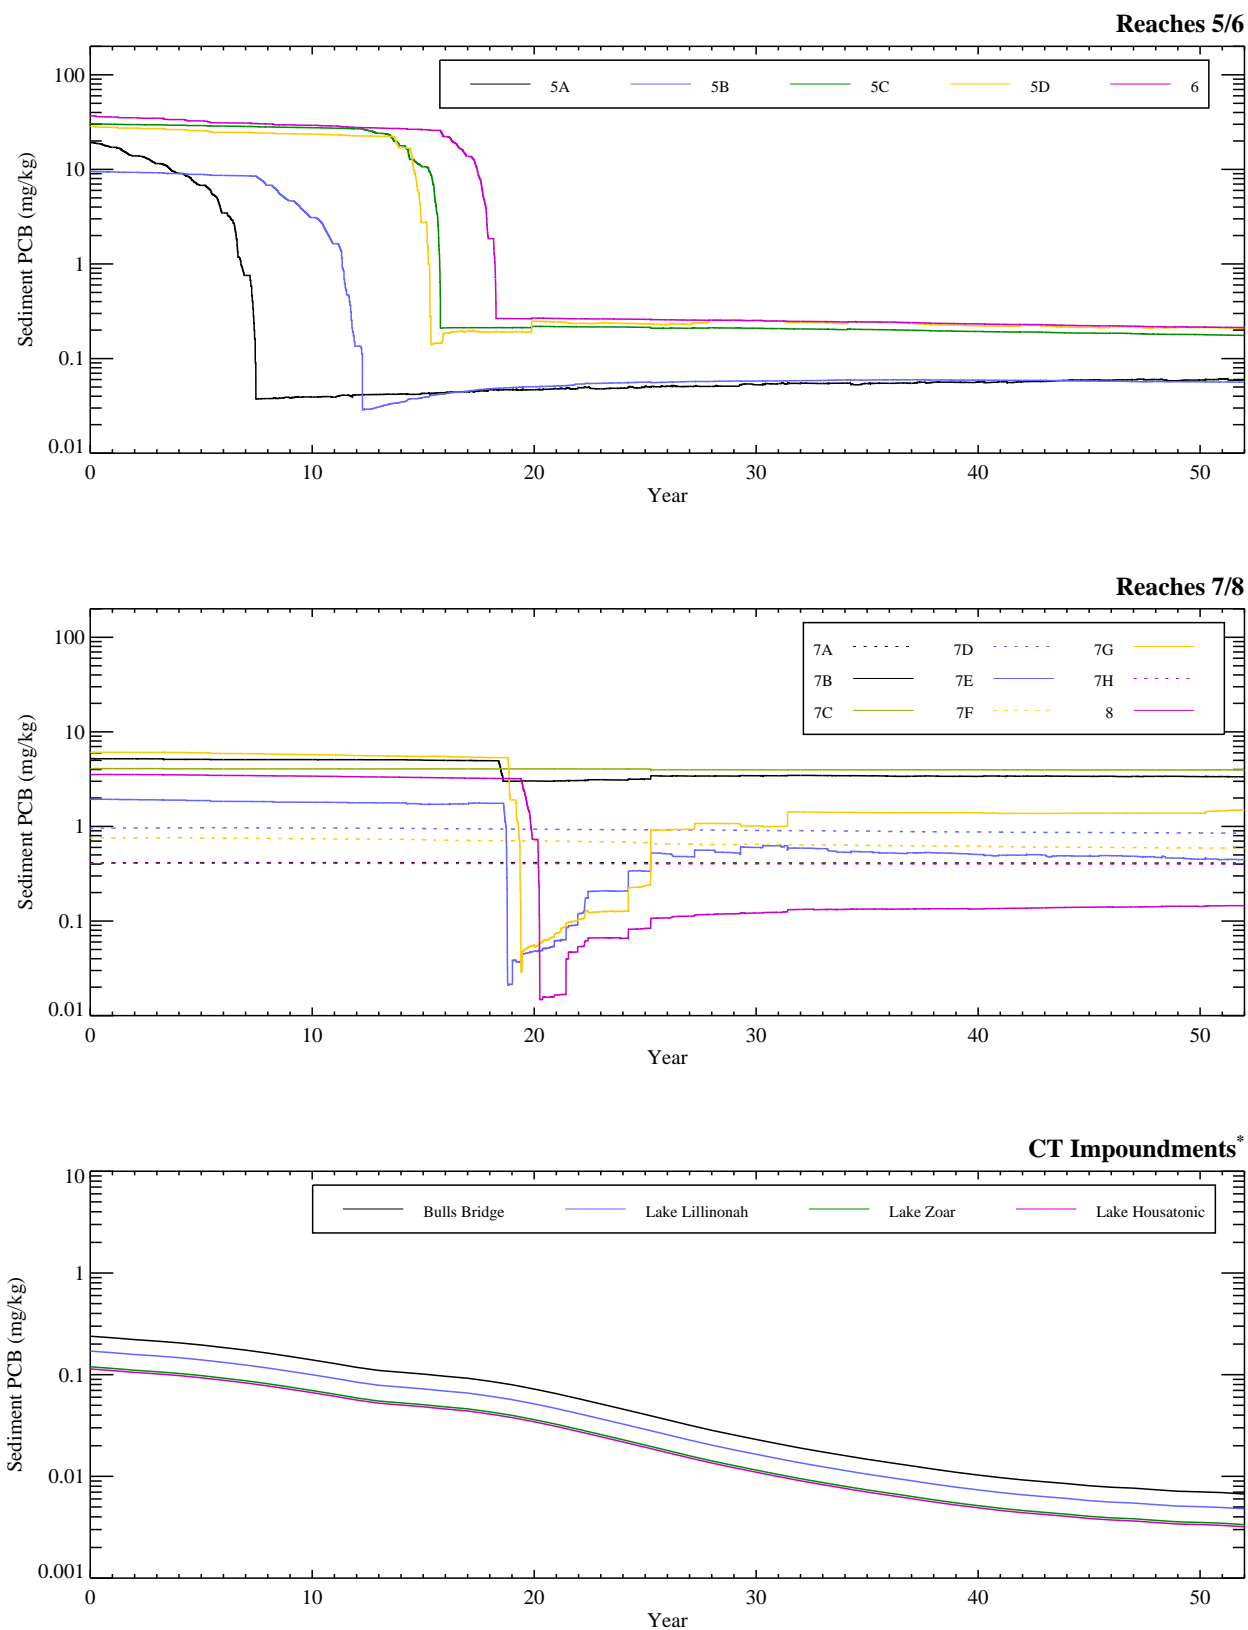 Reaches 5/6
100
10
1
0.1
0.01
Sediment PCB (mg/kg)
5A 5B 5C 5D 6
0 10 20 30 40 50
Year
Reaches 7/8
100
10
1
0.1
0.01
Sediment PCB (mg/kg)
7A 7D 7G
7B 7E 7H
7C 7F 8
0 10 20 30 40 50
Year
CT Impoundments*
10
1
0.1
0.01
0.001
Sediment PCB (mg/kg)
Bulls Bridge Lake Lillinonah Lake Zoar Lake Housatonic
0 10 20 30 40 50
Year